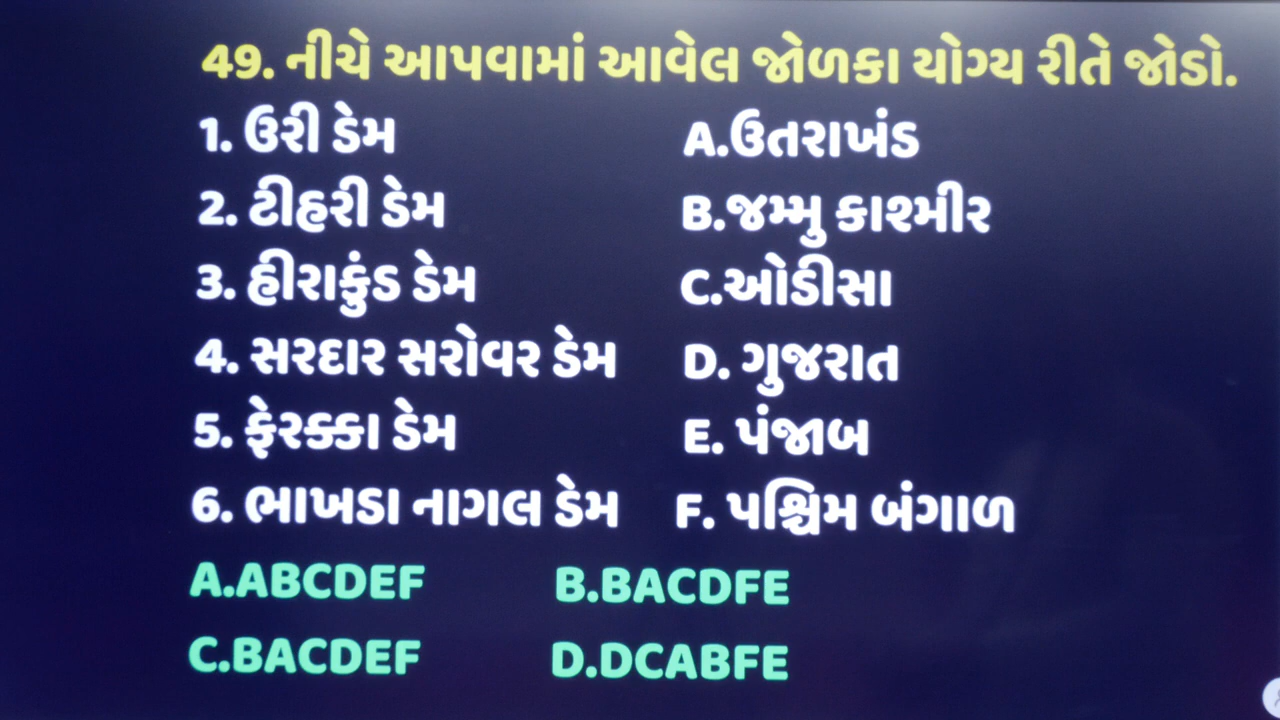 49. નીચે આપવામાં આવેલ જોળકા યોગ્ય રીતે જોડો.
1. ઉરી ડેમ A.ઉતરાખંડ
2. ટીહરી ડેમ B.જમ્મુ કાશ્મીર
3. હીરાકુંડ ડેમ C.ઓડીસા
4. સરદાર સરોવર ડેમ D. ગુજરાત
5. ફેરક્કા ડેમ E. પંજાબ
6. ભાખડા નાગલ ડેમ F. પશ્ચિમ બંગાળ
A.ABCDEF B.BACDFE
C.BACDEF D.DCABFE